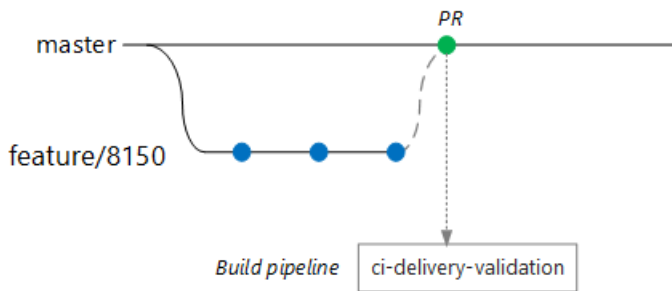 PR
master
feature/8150
Build pipeline
ci-delivery-validation